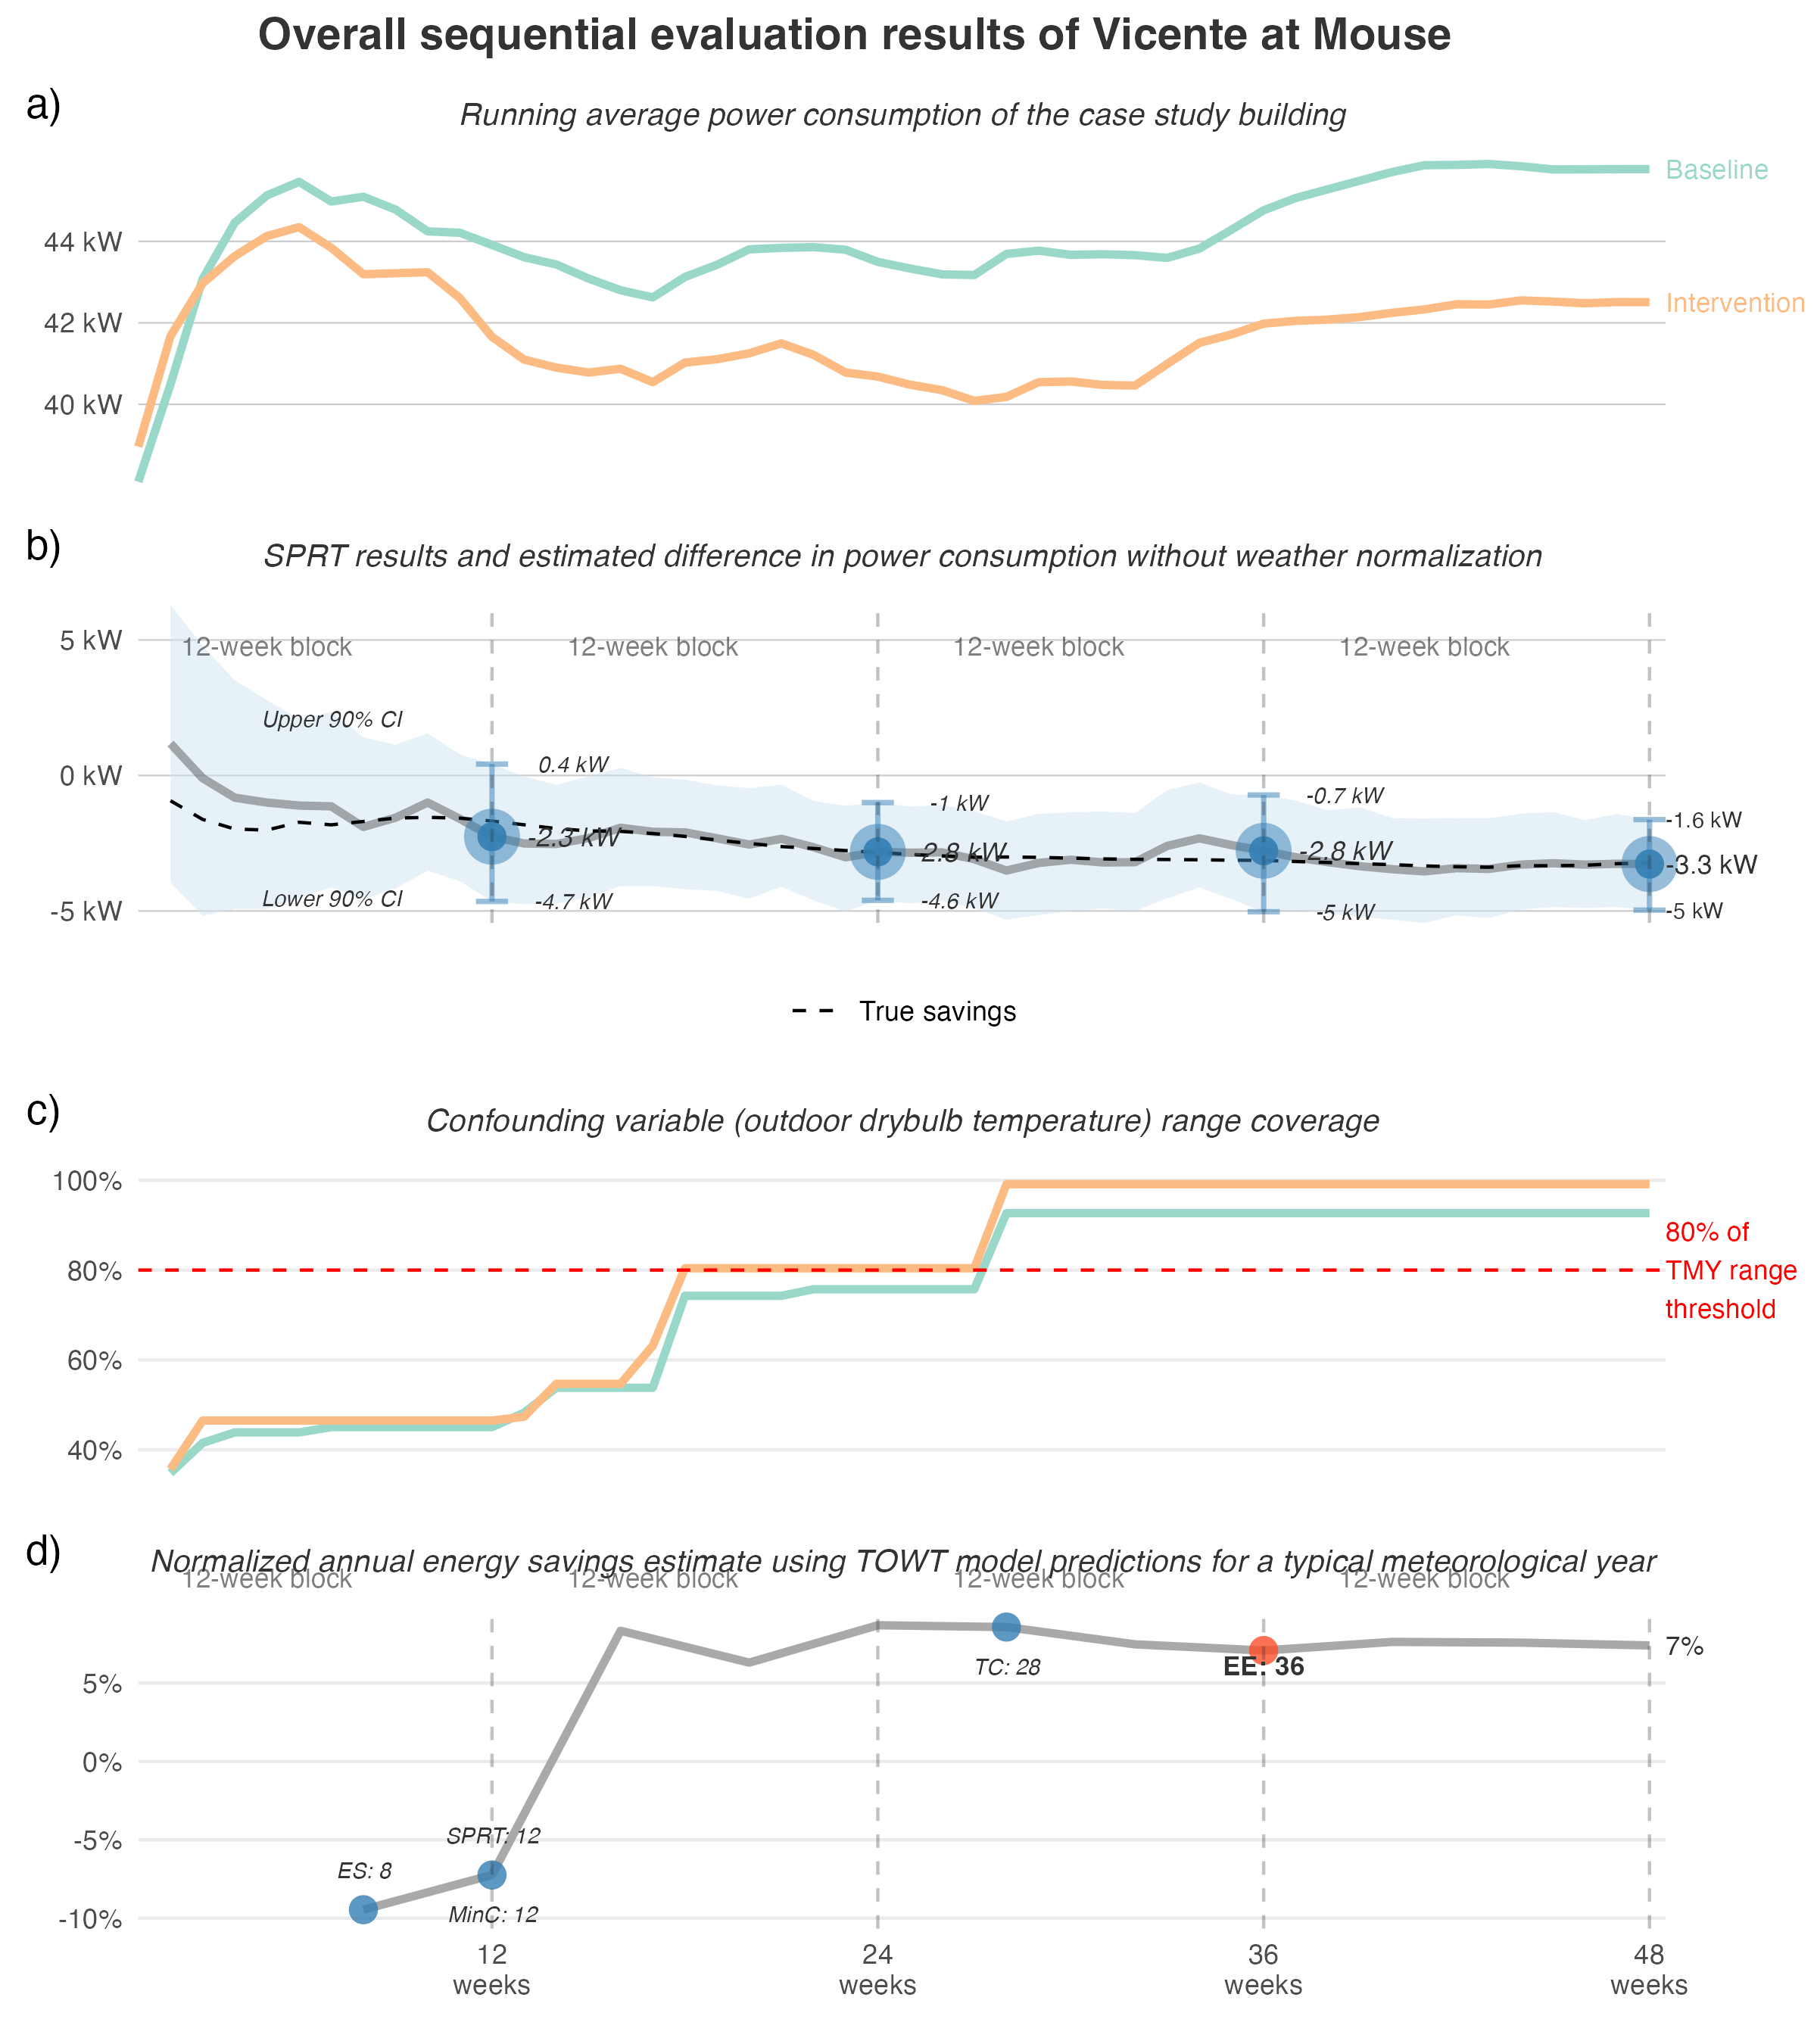 Overall sequential evaluation results of Vicente at Mouse
a)
Running average power consumption of the case study building
Baseline
44 kW
Intervention
42 kW
40 kW
b)
SPRT results and estimated difference in power consumption without weather normalization
5 kW
12-week block
12-week block
12-week block
12-week block
Upper 90% CI
0.4 kW
0 kW
-1 kW
-0.7 kW
-1.6 kW
-2.3 kW
-2.8 kW
-2.8 kW
-3.3 kW
Lower 90% CI
-4.7 kW
-4.6 kW
-5 kW
-5 kW
-5 kW
True savings
c)
Confounding variable (outdoor drybulb temperature) range coverage
100%
80% of
TMY range
threshold
80%
60%
40%
d)
Normalized annual energy savings estimate using TOWT model predictions for a typical meteorological year
12-week block
12-week block
12-week block
12-week block
7%
TC: 28
EE: 36
5%
0%
-5%
SPRT: 12
ES: 8
MinC: 12
-10%
12
weeks
24
weeks
36
weeks
48
weeks